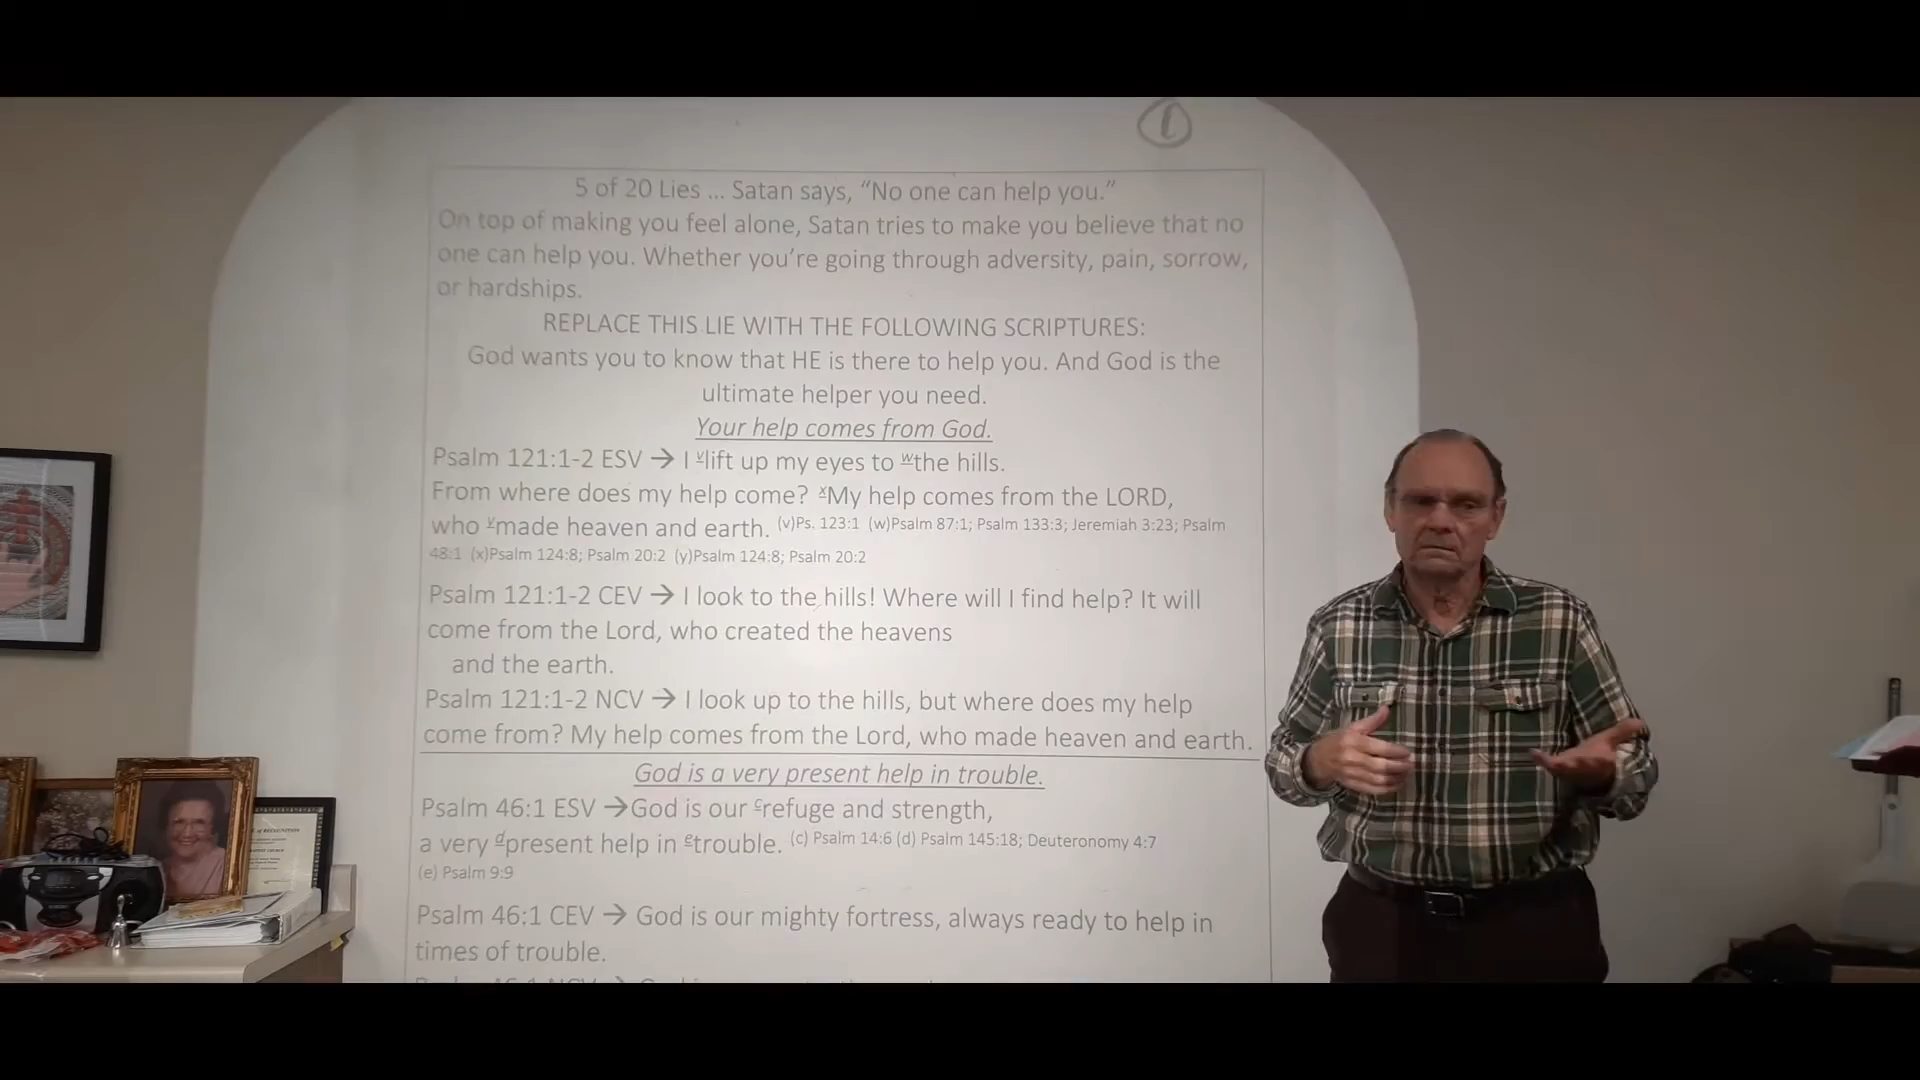 1
5 of 20 Lies ... Satan says, “No one can help you.”
On top of making you feel alone, Satan tries to make you believe that no
one can help you. Whether you’re going through adversity, pain, sorrow,
or hardships.
REPLACE THIS LIE WITH THE FOLLOWING SCRIPTURES:
God wants you to know that HE is there to help you. And God is the
ultimate helper you need.
Your help comes from God.
Psalm 121:1-2 ESV → I vlift up my eyes to wthe hills.
From where does my help come? xMy help comes from the LORD,
who ymade heaven and earth. (v)Ps. 123:1 (w)Psalm 87:1; Psalm 133:3; Jeremiah 3:23; Psalm
48:1 (x)Psalm 124:8; Psalm 20:2 (y)Psalm 124:8; Psalm 20:2
Psalm 121:1-2 CEV → I look to the hills! Where will I find help? It will
come from the Lord, who created the heavens
and the earth.
Psalm 121:1-2 NCV → I look up to the hills, but where does my help
come from? My help comes from the Lord, who made heaven and earth.
God is a very present help in trouble.
Psalm 46:1 ESV →God is our crefuge and strength,
a very dpresent help in etrouble. (c) Psalm 14:6 (d) Psalm 145:18; Deuteronomy 4:7
(e) Psalm 9:9
Psalm 46:1 CEV → God is our mighty fortress, always ready to help in
times of trouble.